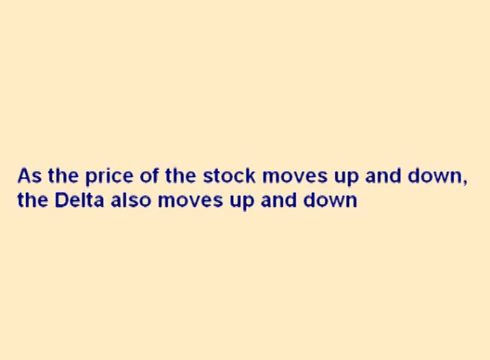 As the price of the stock moves up and down,
the Delta also moves up and down